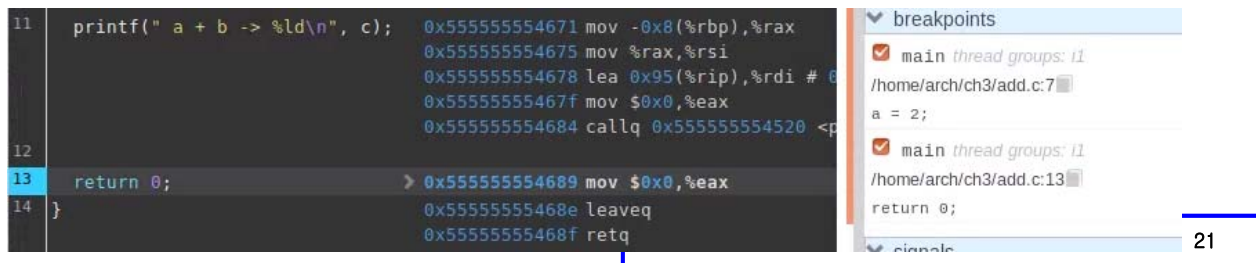 11 printf(" a + b -> %ld\n", c); 0x555555554671 mov -0x8(%rbp),%rax
0x555555554675 mov %rax,%rsi
0x555555554678 lea 0x95(%rip),%rdi # 0
0x55555555467f mov $0x0,%eax
0x555555554684 callq 0x555555554520 <p
12
13 return 0; > 0x555555554689 mov $0x0,%eax
14 } 0x55555555468e leaveq
0x55555555468f retq
breakpoints
main thread groups: i1
/home/arch/ch3/add.c:7
a = 2;
main thread groups: i1
/home/arch/ch3/add.c:13
return 0;
signals
21